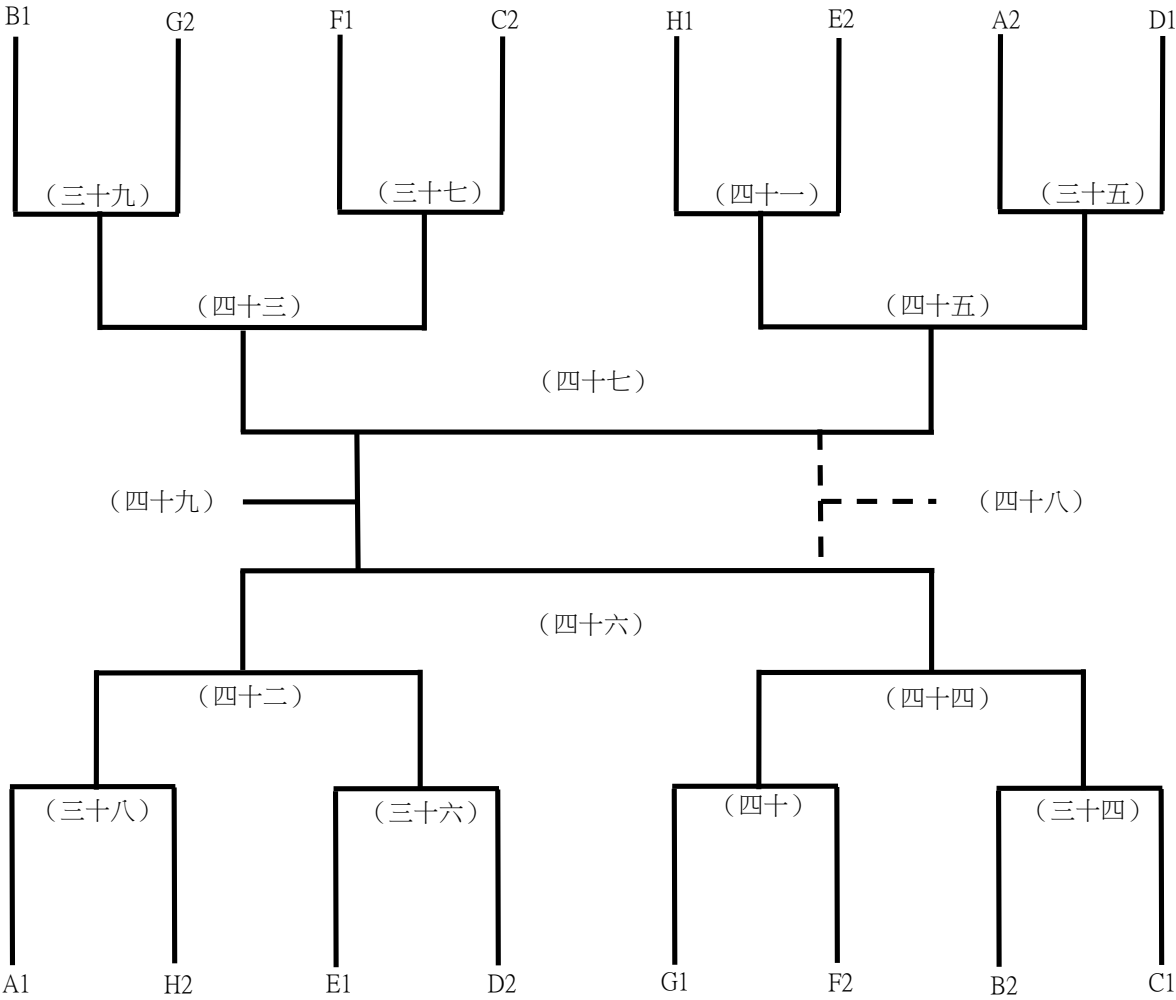 B1 G2 F1 C2 H1 E2 A2 D1
（三十九） （三十七） （四十一） （三十五）
（四十三） （四十五）
（四十七）
（四十九） （四十八）
（四十六）
（四十二） （四十四）
（三十八） （三十六） （四十） （三十四）
A1 H2 E1 D2 G1 F2 B2 C1